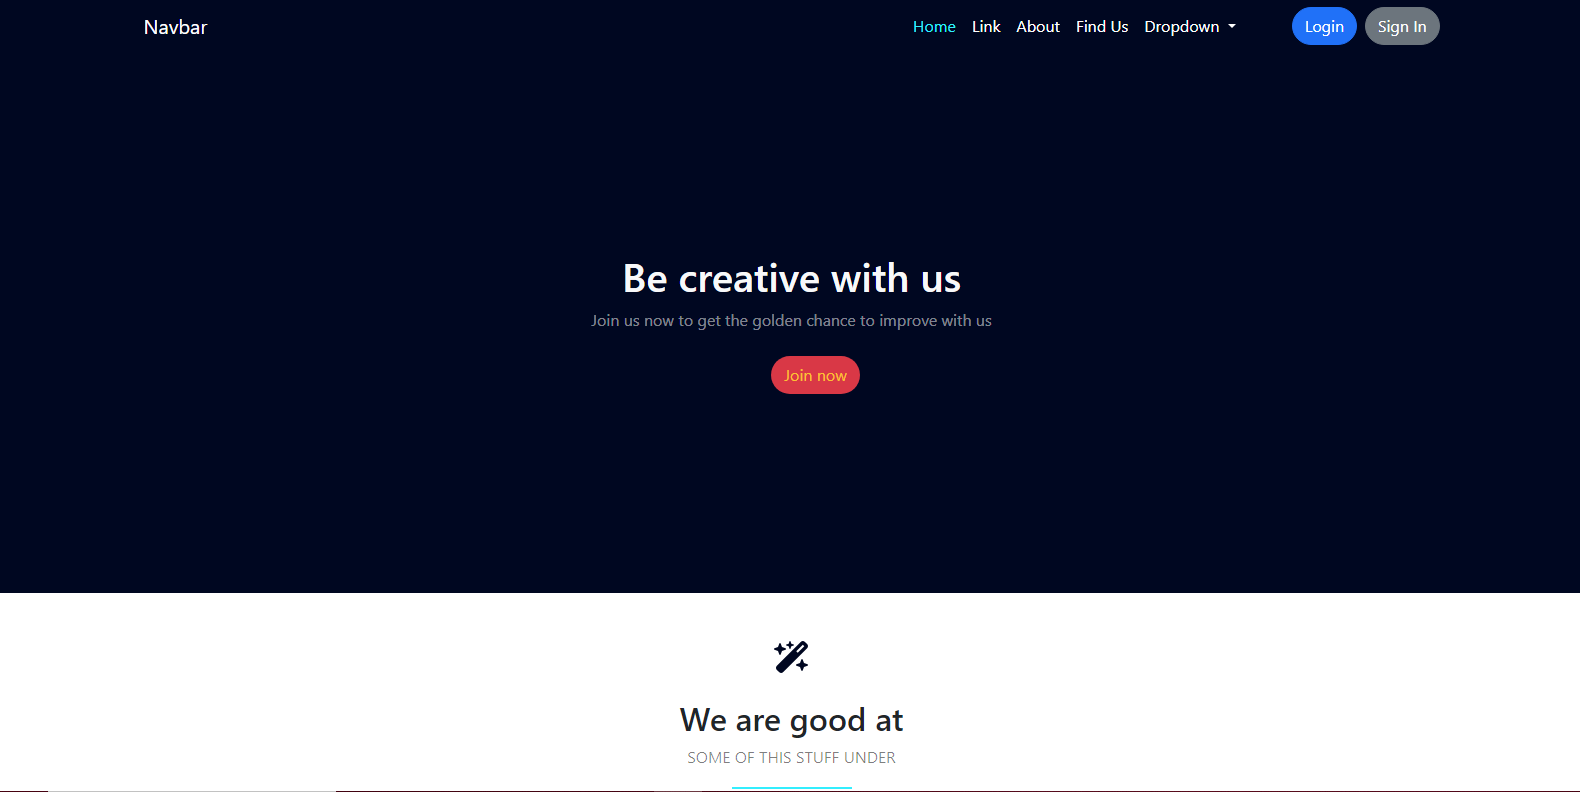 Navbar Home Link About Find Us Dropdown Login Sign In
Be creative with us
Join us now to get the golden chance to improve with us
Join now
We are good at
SOME OF THIS STUFF UNDER